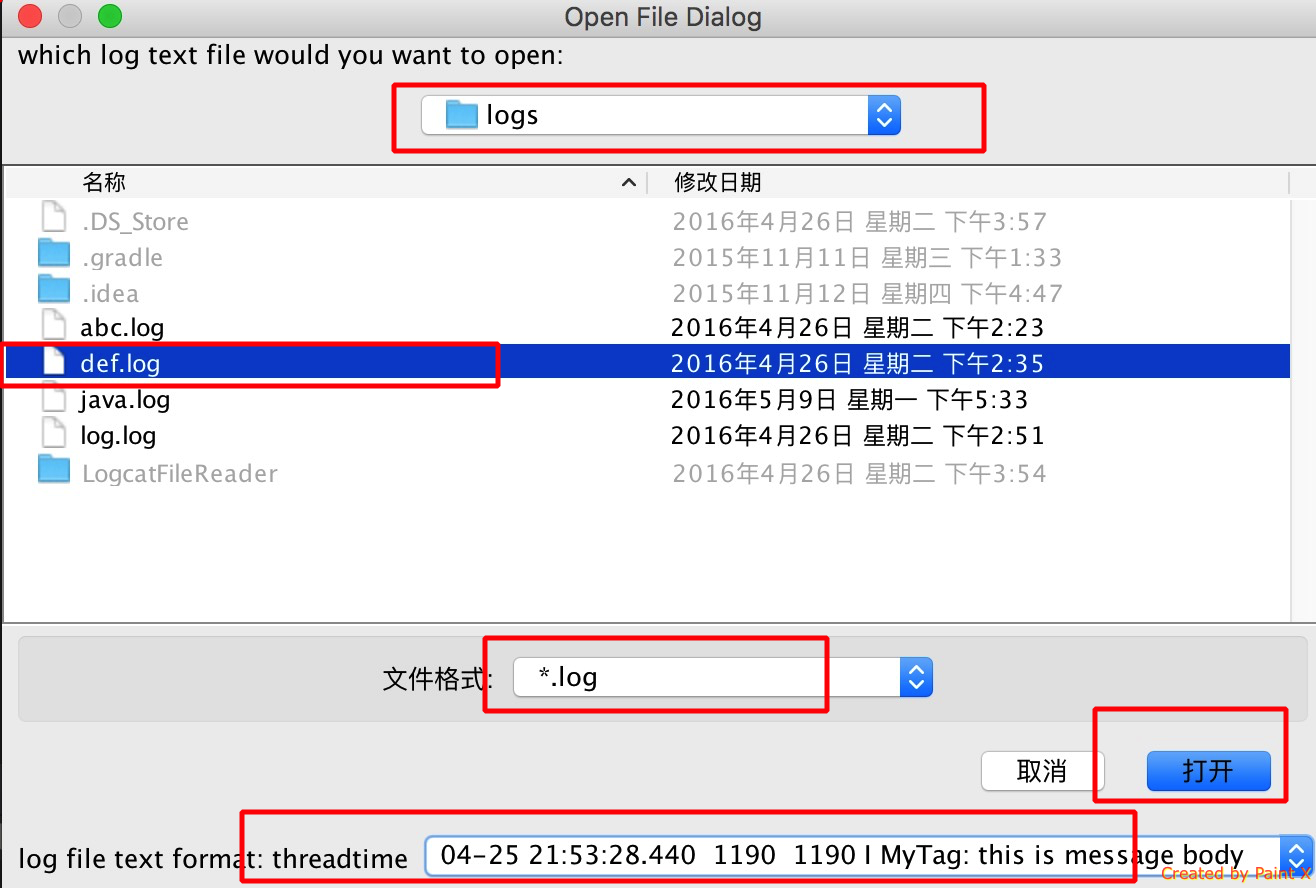 Open File Dialog
which log text file would you want to open:
logs
名称 修改日期
.DS_Store 2016年4月26日 星期二 下午3:57
.gradle 2015年11月11日 星期三 下午1:33
.idea 2015年11月12日 星期四 下午4:47
abc.log 2016年4月26日 星期二 下午2:23
def.log 2016年4月26日 星期二 下午2:35
java.log 2016年5月9日 星期一 下午5:33
log.log 2016年4月26日 星期二 下午2:51
LogcatFileReader 2016年4月26日 星期二 下午3:54
文件格式: *.log
取消 打开
log file text format: threadtime 04-25 21:53:28.440  1190  1190 I MyTag: this is message body
Created by Paint X